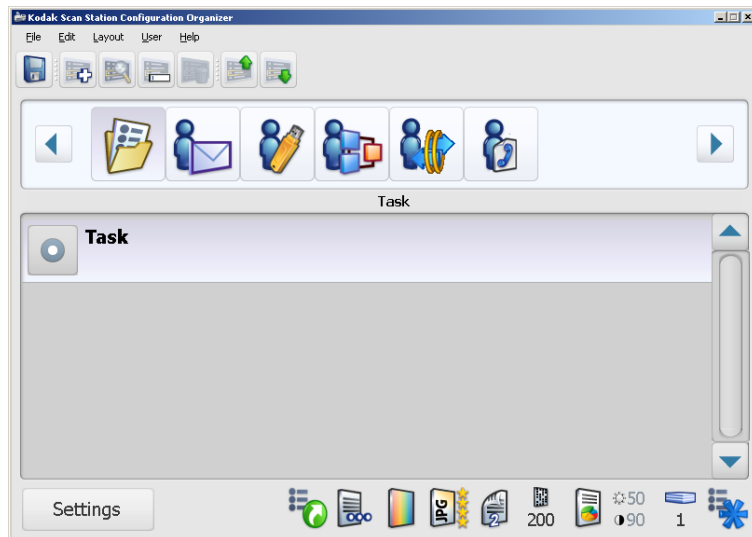 Kodak Scan Station Configuration Organizer
File Edit Layout User Help
Task
Task
Settings
JPG
2
200
50
90
1